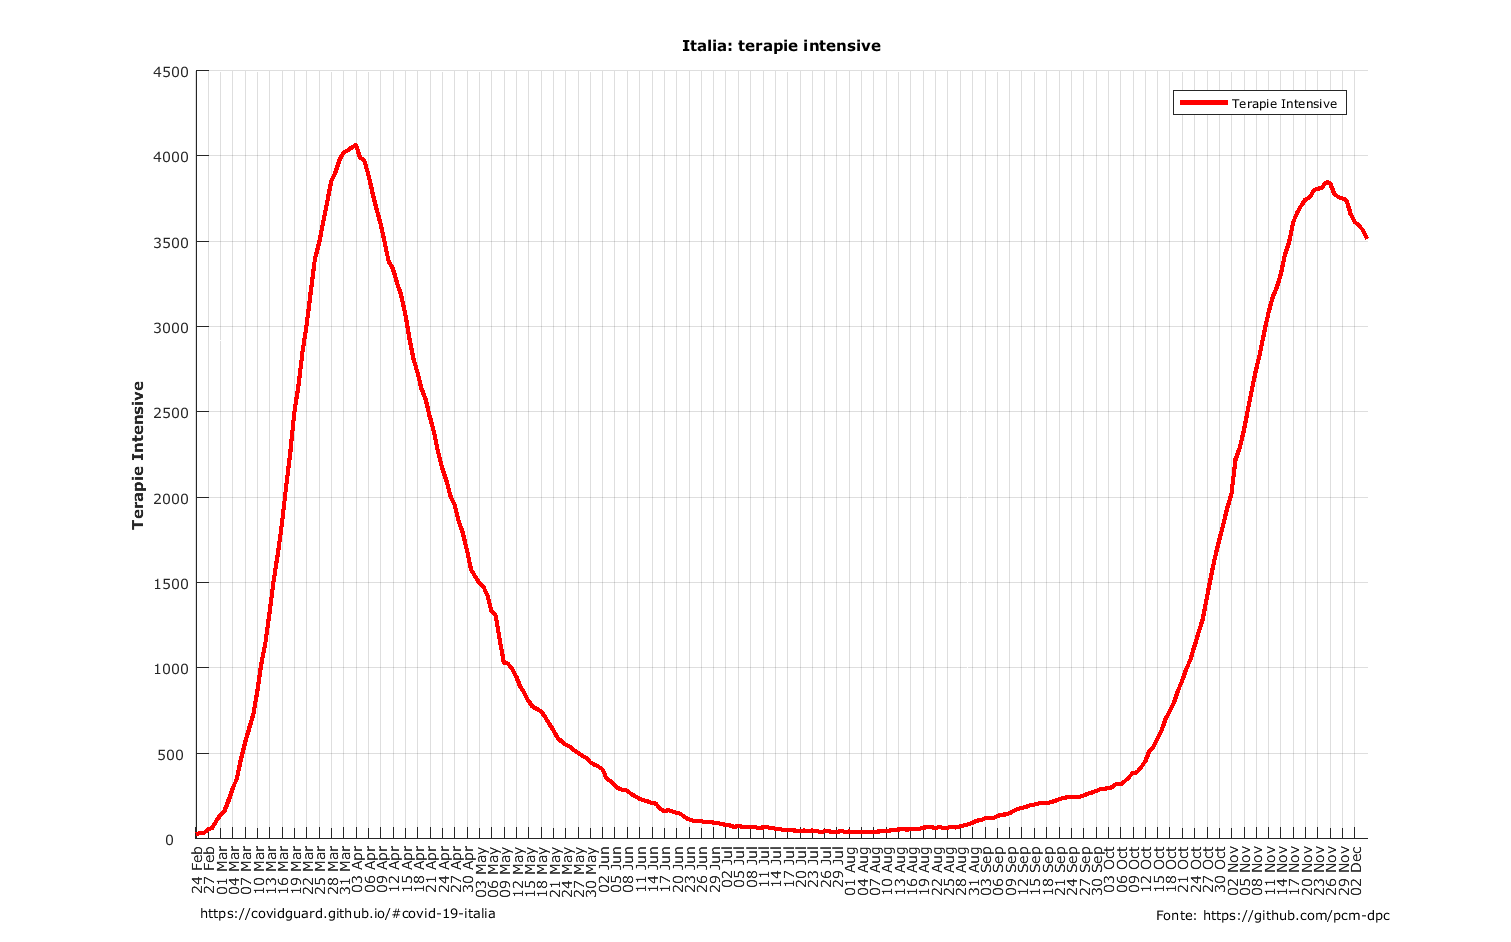 Italia: terapie intensive
Terapie Intensive
4500
4000
3500
3000
2500
2000
1500
1000
500
0
Terapie Intensive
24 Feb
27 Feb
01 Mar
04 Mar
07 Mar
10 Mar
13 Mar
16 Mar
19 Mar
22 Mar
25 Mar
28 Mar
31 Mar
03 Apr
06 Apr
09 Apr
12 Apr
15 Apr
18 Apr
21 Apr
24 Apr
27 Apr
30 Apr
03 May
06 May
09 May
12 May
15 May
18 May
21 May
24 May
27 May
30 May
02 Jun
05 Jun
08 Jun
11 Jun
14 Jun
17 Jun
20 Jun
23 Jun
26 Jun
29 Jun
02 Jul
05 Jul
08 Jul
11 Jul
14 Jul
17 Jul
20 Jul
23 Jul
26 Jul
29 Jul
01 Aug
04 Aug
07 Aug
10 Aug
13 Aug
16 Aug
19 Aug
22 Aug
25 Aug
28 Aug
31 Aug
03 Sep
06 Sep
09 Sep
12 Sep
15 Sep
18 Sep
21 Sep
24 Sep
27 Sep
30 Sep
03 Oct
06 Oct
09 Oct
12 Oct
15 Oct
18 Oct
21 Oct
24 Oct
27 Oct
30 Oct
02 Nov
05 Nov
08 Nov
11 Nov
14 Nov
17 Nov
20 Nov
23 Nov
26 Nov
29 Nov
02 Dec
https://covidguard.github.io/#covid-19-italia
Fonte: https://github.com/pcm-dpc